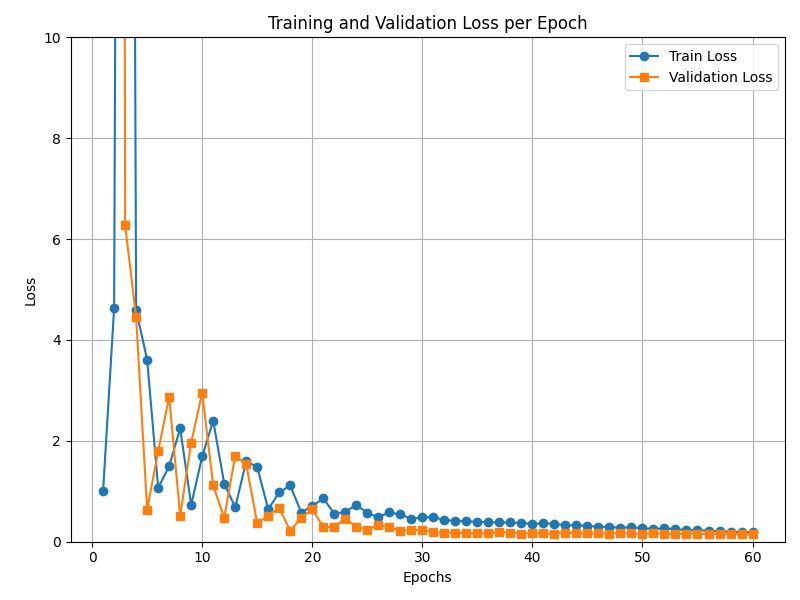 Training and Validation Loss per Epoch
Train Loss
Validation Loss
Loss
10
8
6
4
2
0
0 10 20 30 40 50 60
Epochs